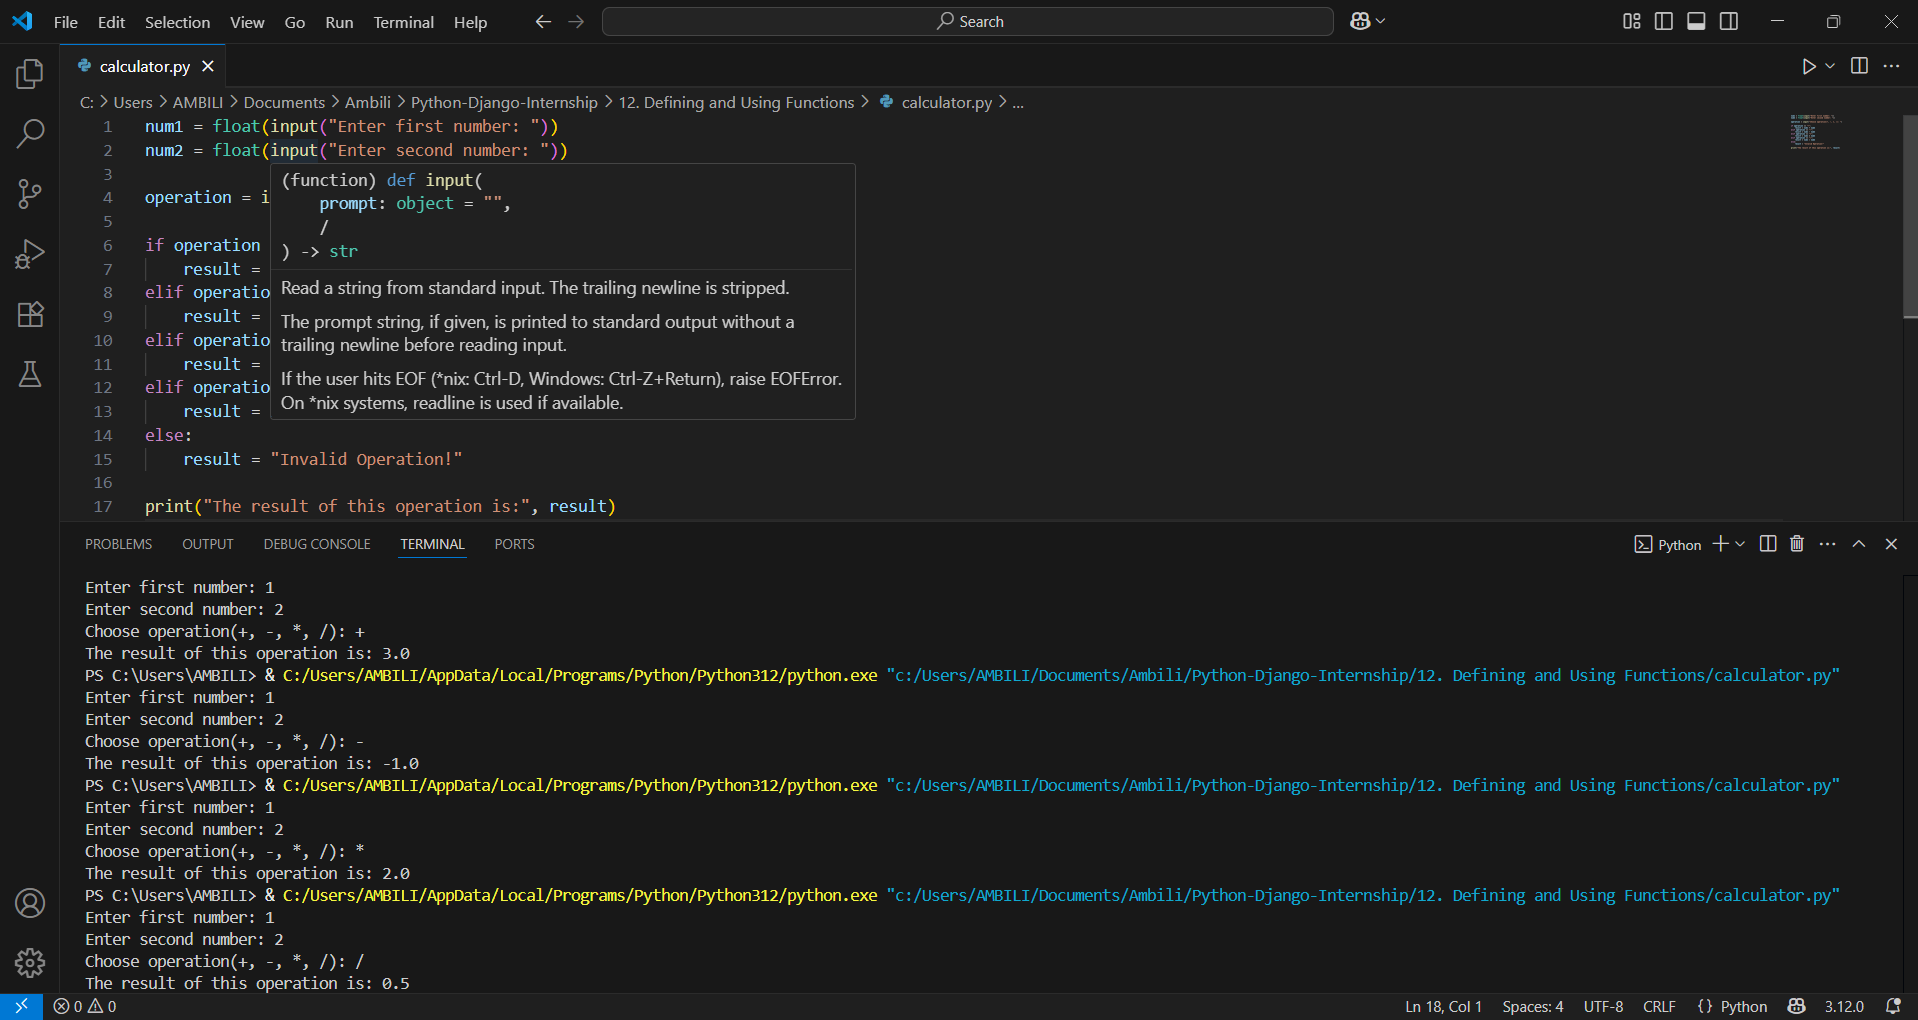 File Edit Selection View Go Run Terminal Help Search
calculator.py
C: > Users > AMBILI > Documents > Ambili > Python-Django-Internship > 12. Defining and Using Functions > calculator.py > ...
1 num1 = float(input("Enter first number: "))
2 num2 = float(input("Enter second number: "))
3
4 operation = i
5
6 if operation
7 result =
8 elif operatio
9 result =
10 elif operatio
11 result =
12 elif operatio
13 result =
14 else:
15 result = "Invalid Operation!"
16
17 print("The result of this operation is:", result)
(function) def input(
prompt: object = "",
/
) -> str
Read a string from standard input. The trailing newline is stripped.
The prompt string, if given, is printed to standard output without a
trailing newline before reading input.
If the user hits EOF (*nix: Ctrl-D, Windows: Ctrl-Z+Return), raise EOFError.
On *nix systems, readline is used if available.
PROBLEMS OUTPUT DEBUG CONSOLE TERMINAL PORTS Python
Enter first number: 1
Enter second number: 2
Choose operation(+, -, *, /): +
The result of this operation is: 3.0
PS C:\Users\AMBILI> & C:/Users/AMBILI/AppData/Local/Programs/Python/Python312/python.exe "c:/Users/AMBILI/Documents/Ambili/Python-Django-Internship/12. Defining and Using Functions/calculator.py"
Enter first number: 1
Enter second number: 2
Choose operation(+, -, *, /): -
The result of this operation is: -1.0
PS C:\Users\AMBILI> & C:/Users/AMBILI/AppData/Local/Programs/Python/Python312/python.exe "c:/Users/AMBILI/Documents/Ambili/Python-Django-Internship/12. Defining and Using Functions/calculator.py"
Enter first number: 1
Enter second number: 2
Choose operation(+, -, *, /): *
The result of this operation is: 2.0
PS C:\Users\AMBILI> & C:/Users/AMBILI/AppData/Local/Programs/Python/Python312/python.exe "c:/Users/AMBILI/Documents/Ambili/Python-Django-Internship/12. Defining and Using Functions/calculator.py"
Enter first number: 1
Enter second number: 2
Choose operation(+, -, *, /): /
The result of this operation is: 0.5
0 0 Ln 18, Col 1 Spaces: 4 UTF-8 CRLF {} Python 3.12.0